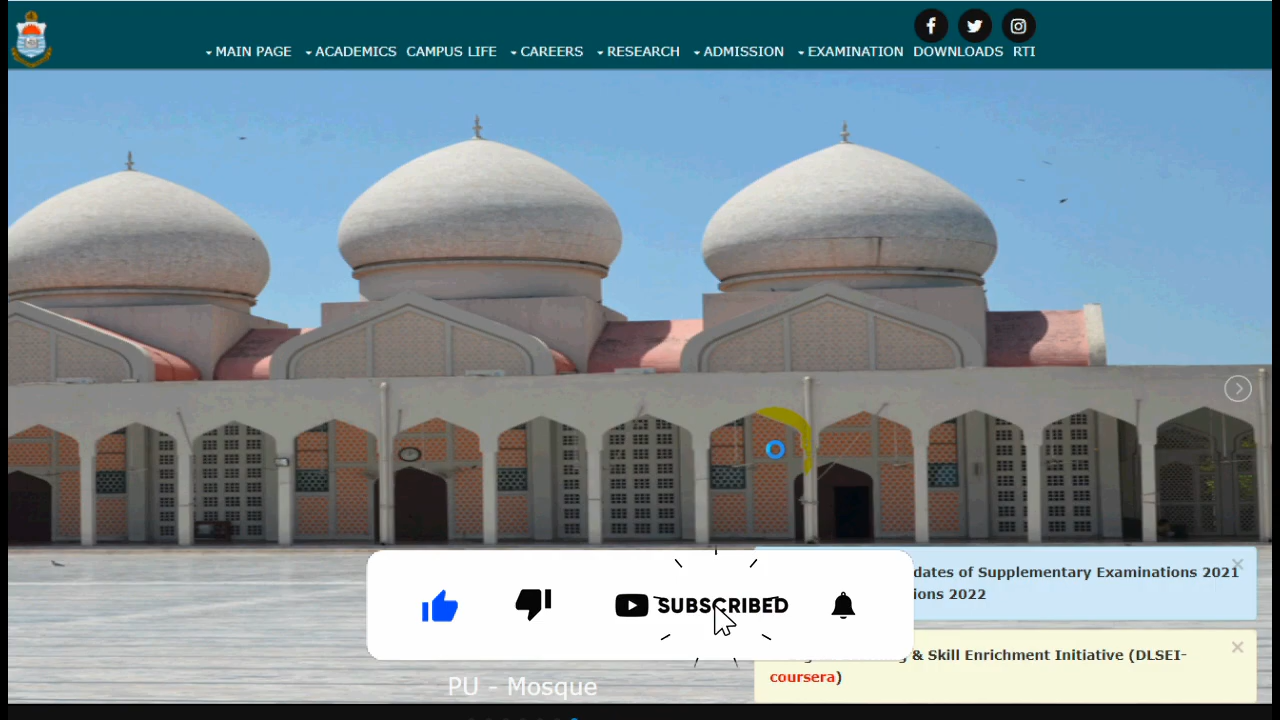 MAIN PAGE ACADEMICS CAMPUS LIFE CAREERS RESEARCH ADMISSION EXAMINATION DOWNLOADS RTI
dates of Supplementary Examinations 2021
ions 2022
SUBSCRIBED
& Skill Enrichment Initiative (DLSEI-
coursera)
PU - Mosque